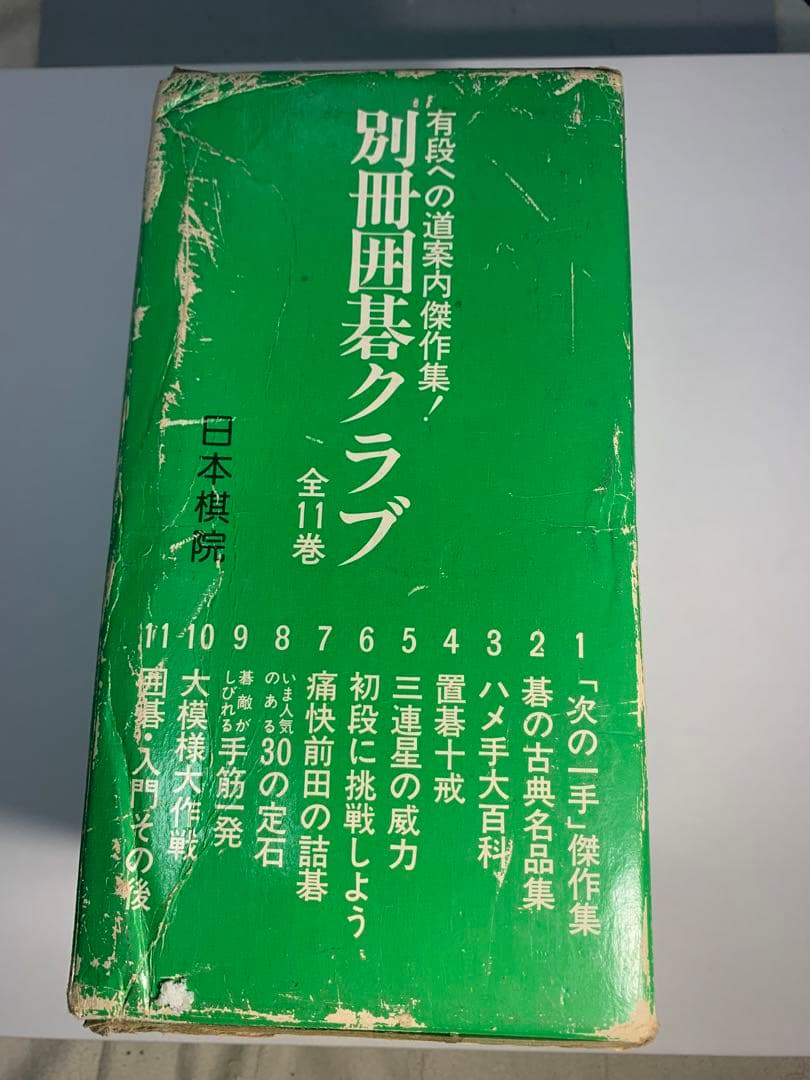 有段への道案内傑作集！
別冊囲碁クラブ
全11巻
日本棋院
1 「次の一手」傑作集
2 碁の古典名品集
3 ハメ手大百科
4 置碁十戒
5 三連星の威力
6 初段に挑戦しよう
7 痛快前田の詰碁
8 いま人気のある30の定石
9 碁敵がしびれる手筋一発
10 大模様大作戦
11 囲碁・入門その後